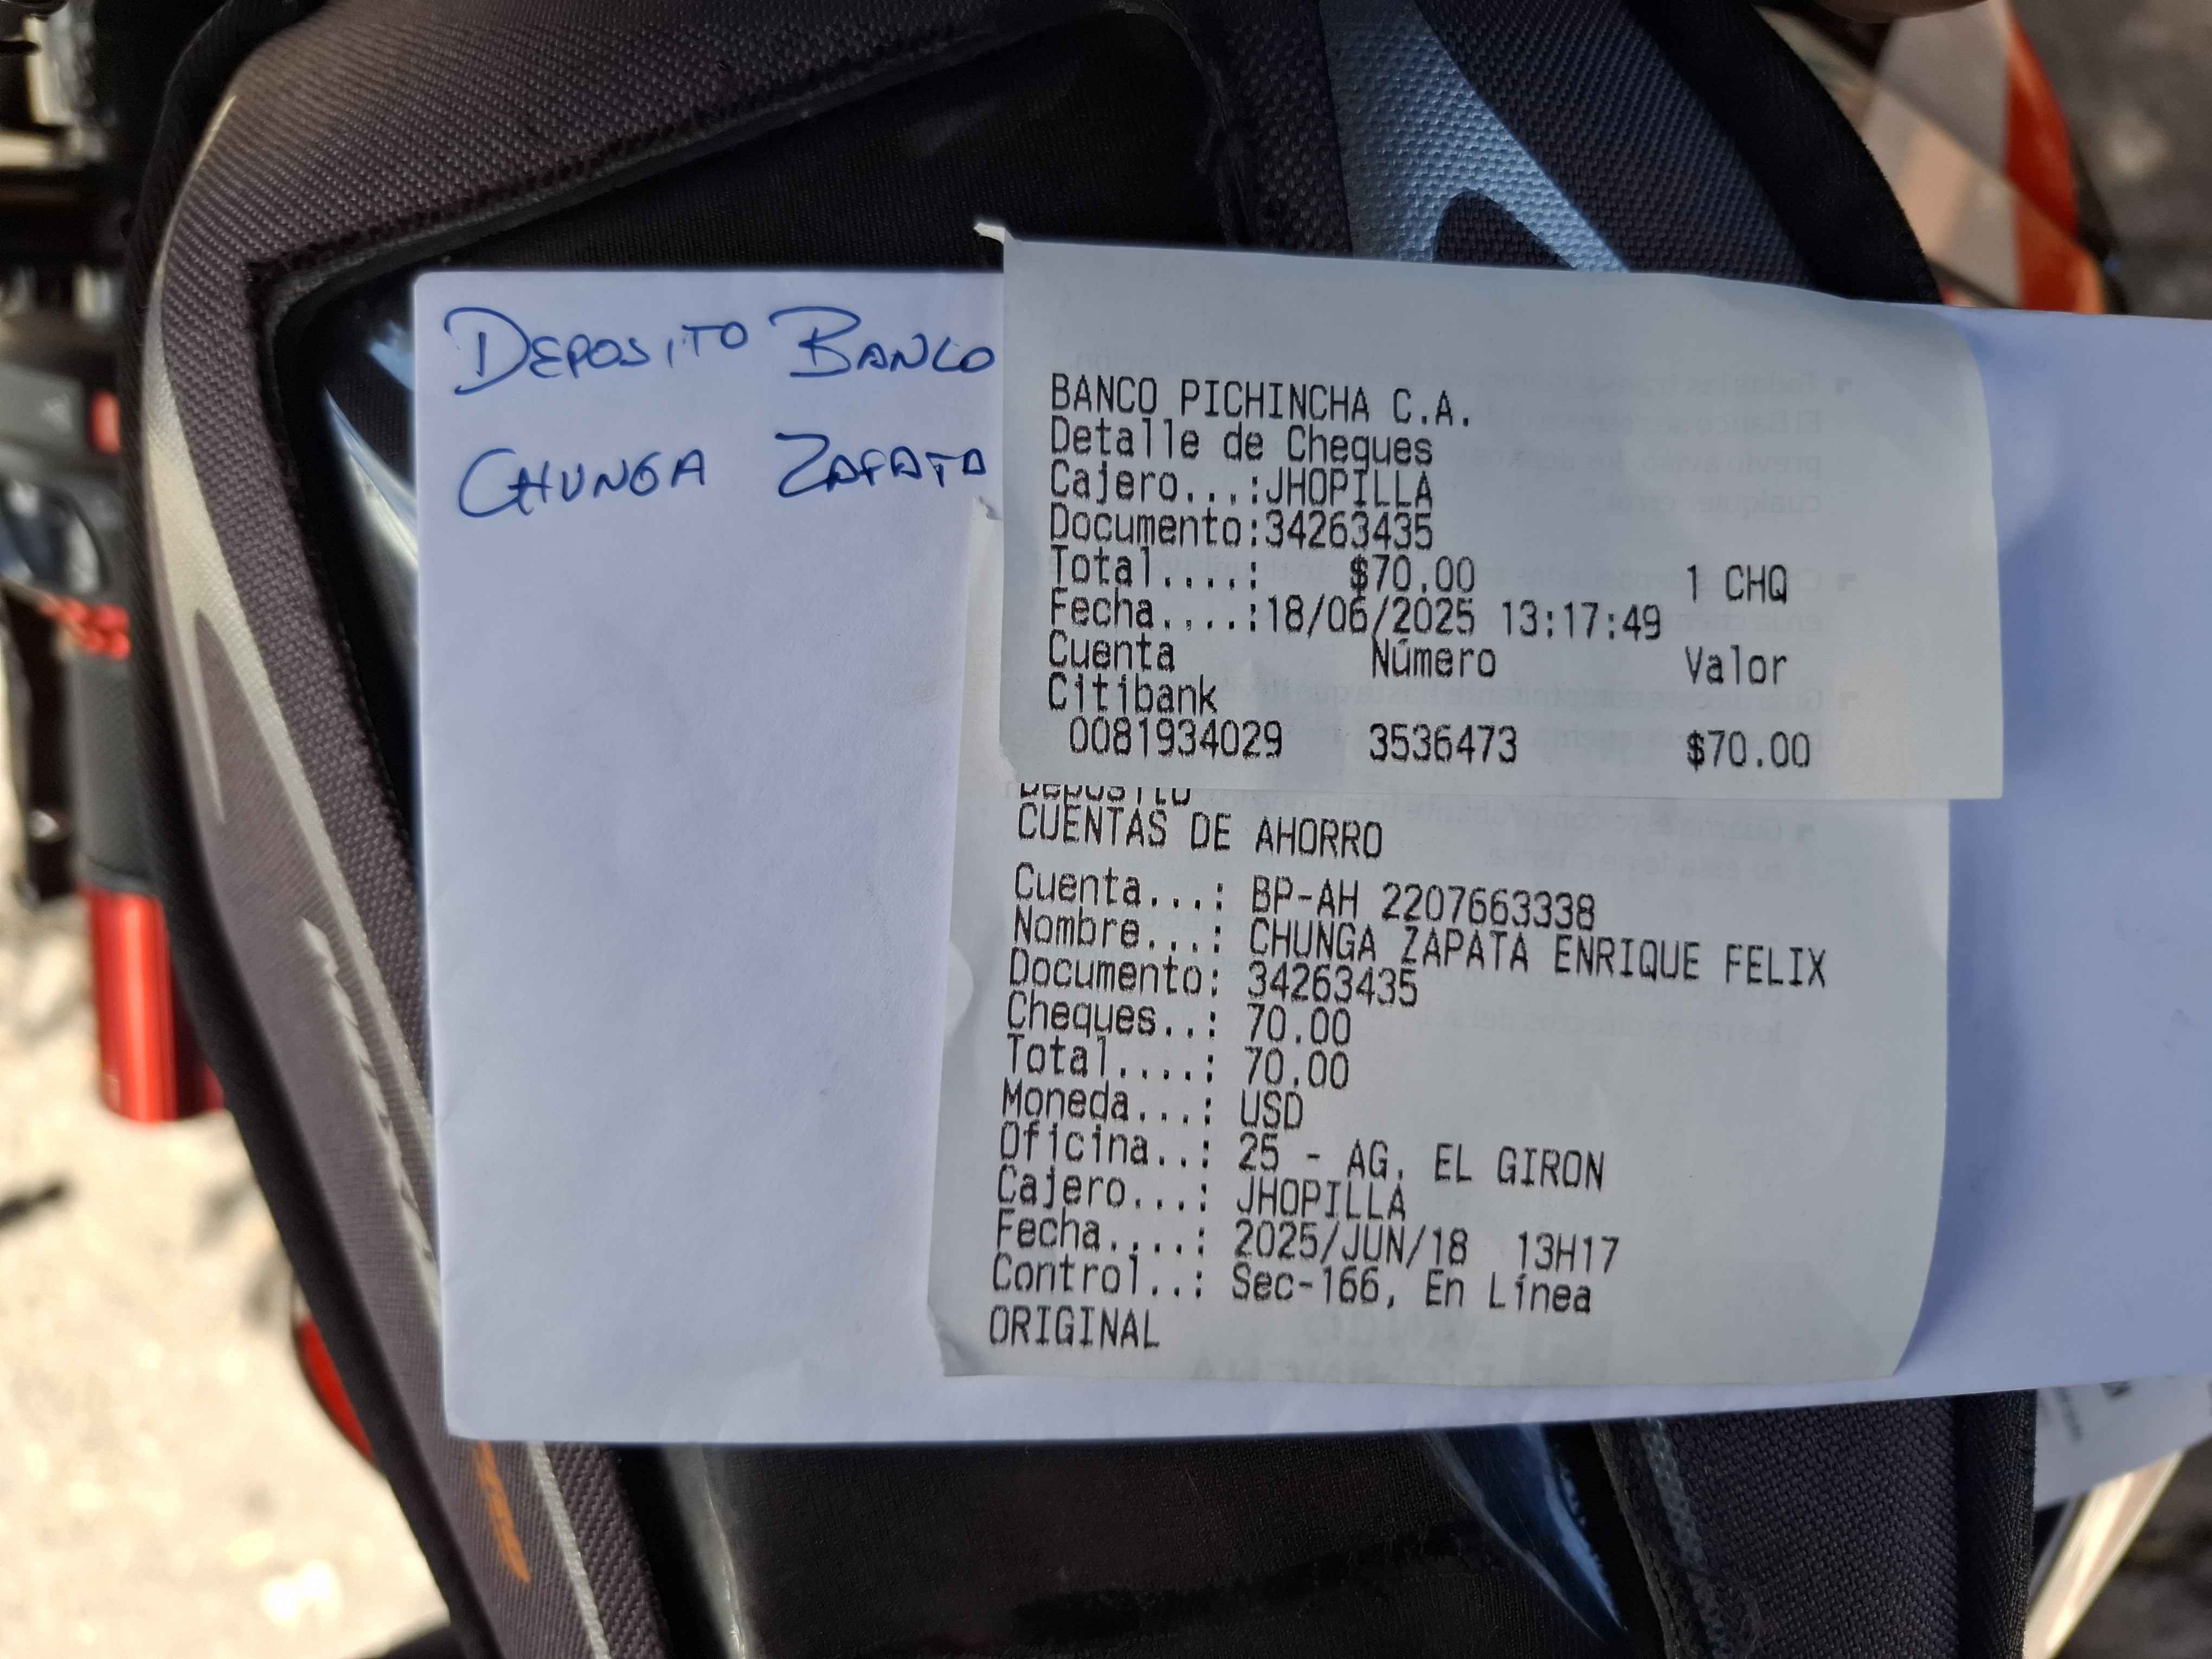 DEPOSITO BANCO
CHUNGA ZAPATA
BANCO PICHINCHA C.A.
Detalle de Cheques
Cajero...:JHOPILLA
Documento:34263435
Total....: $70.00 1 CHQ
Fecha....:18/06/2025 13:17:49
Cuenta Número Valor
Citibank
0081934029 3536473 $70.00
Deposito
CUENTAS DE AHORRO
Cuenta...: BP-AH 2207663338
Nombre...: CHUNGA ZAPATA ENRIQUE FELIX
Documento: 34263435
Cheques..: 70.00
Total....: 70.00
Moneda...: USD
Oficina..: 25 - AG. EL GIRON
Cajero...: JHOPILLA
Fecha....: 2025/JUN/18 13H17
Control..: Sec-166, En Línea
ORIGINAL